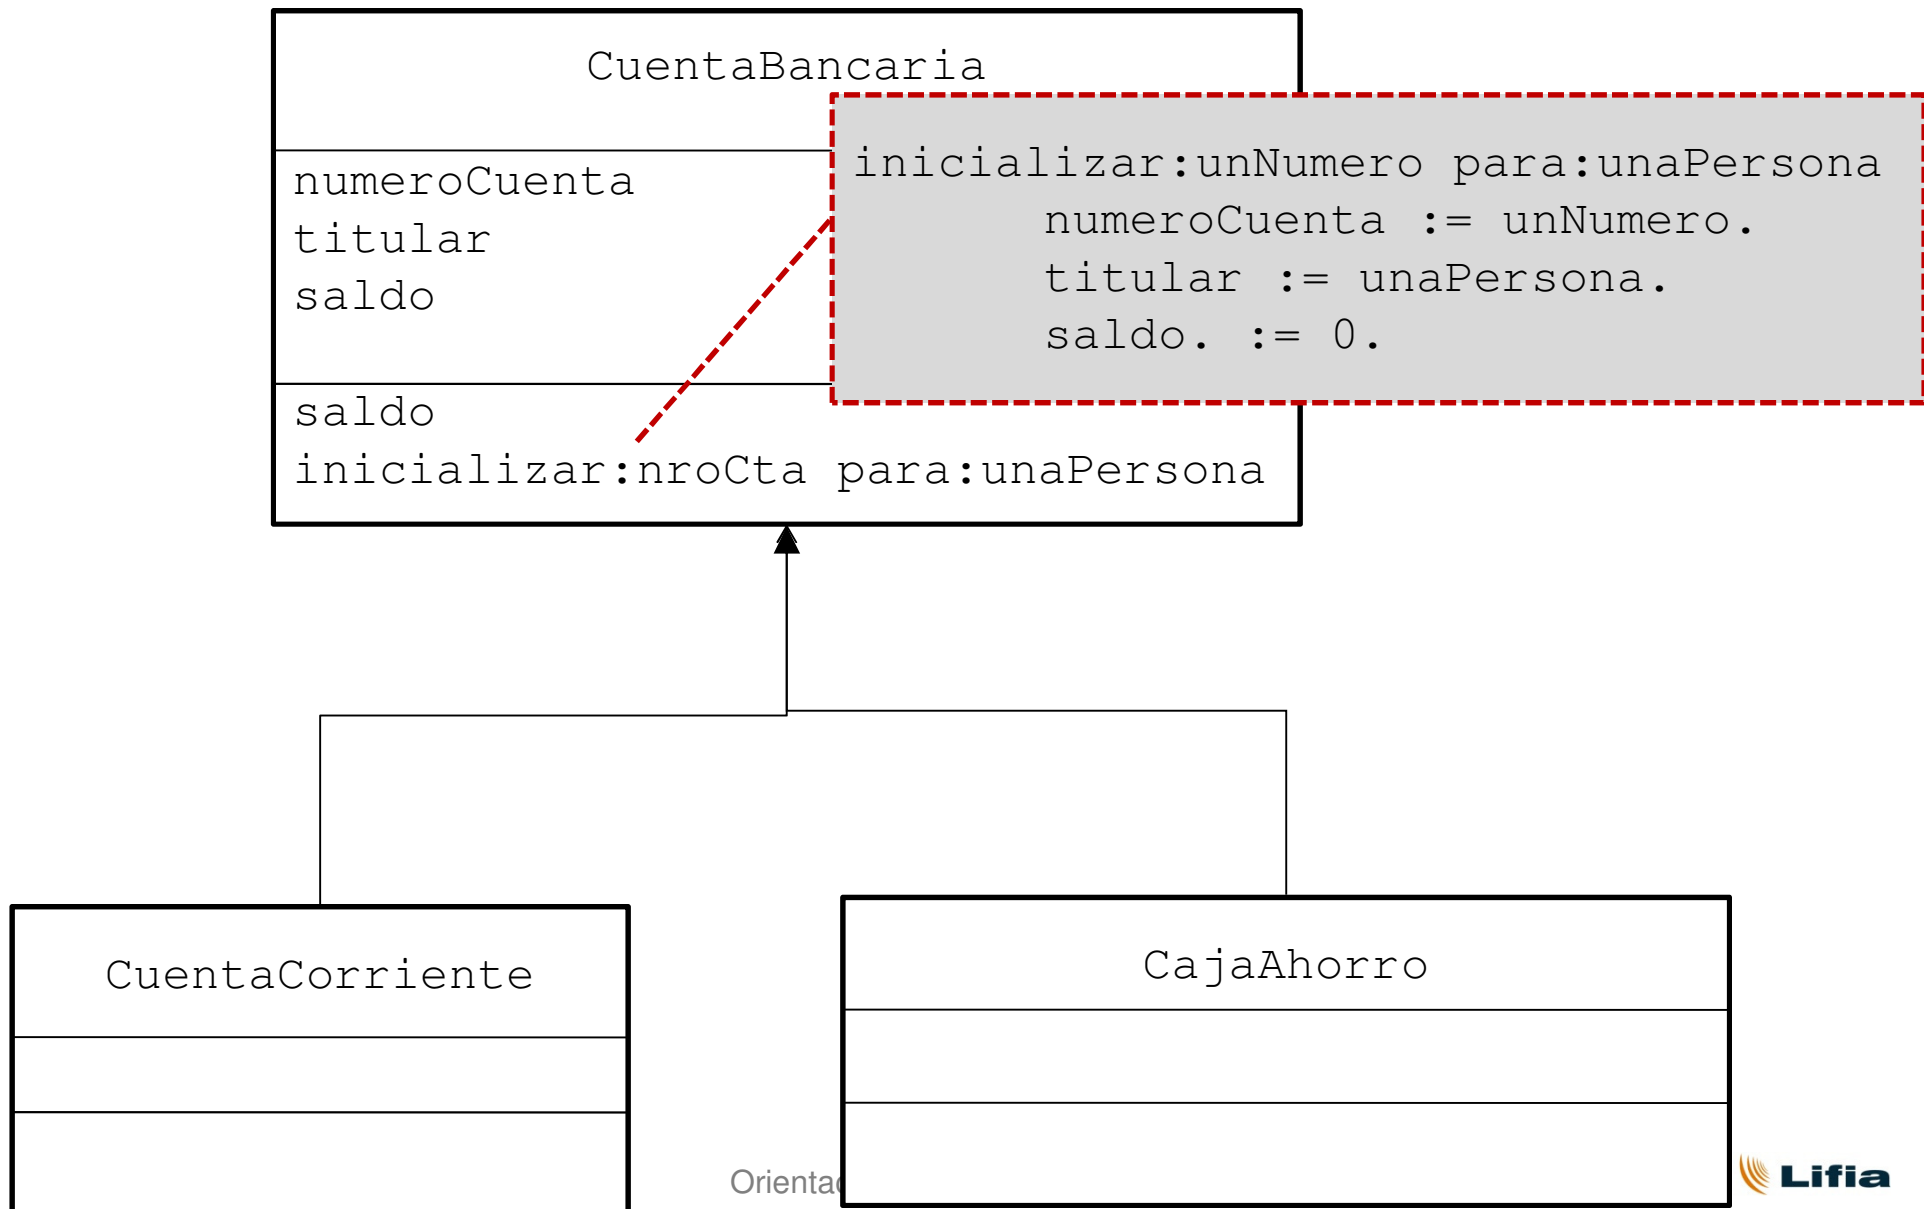 CuentaBancaria
numeroCuenta
titular
saldo
inicializar:unNumero para:unaPersona
numeroCuenta := unNumero.
titular := unaPersona.
saldo. := 0.
saldo
inicializar:nroCta para:unaPersona
CuentaCorriente
CajaAhorro
Lifia